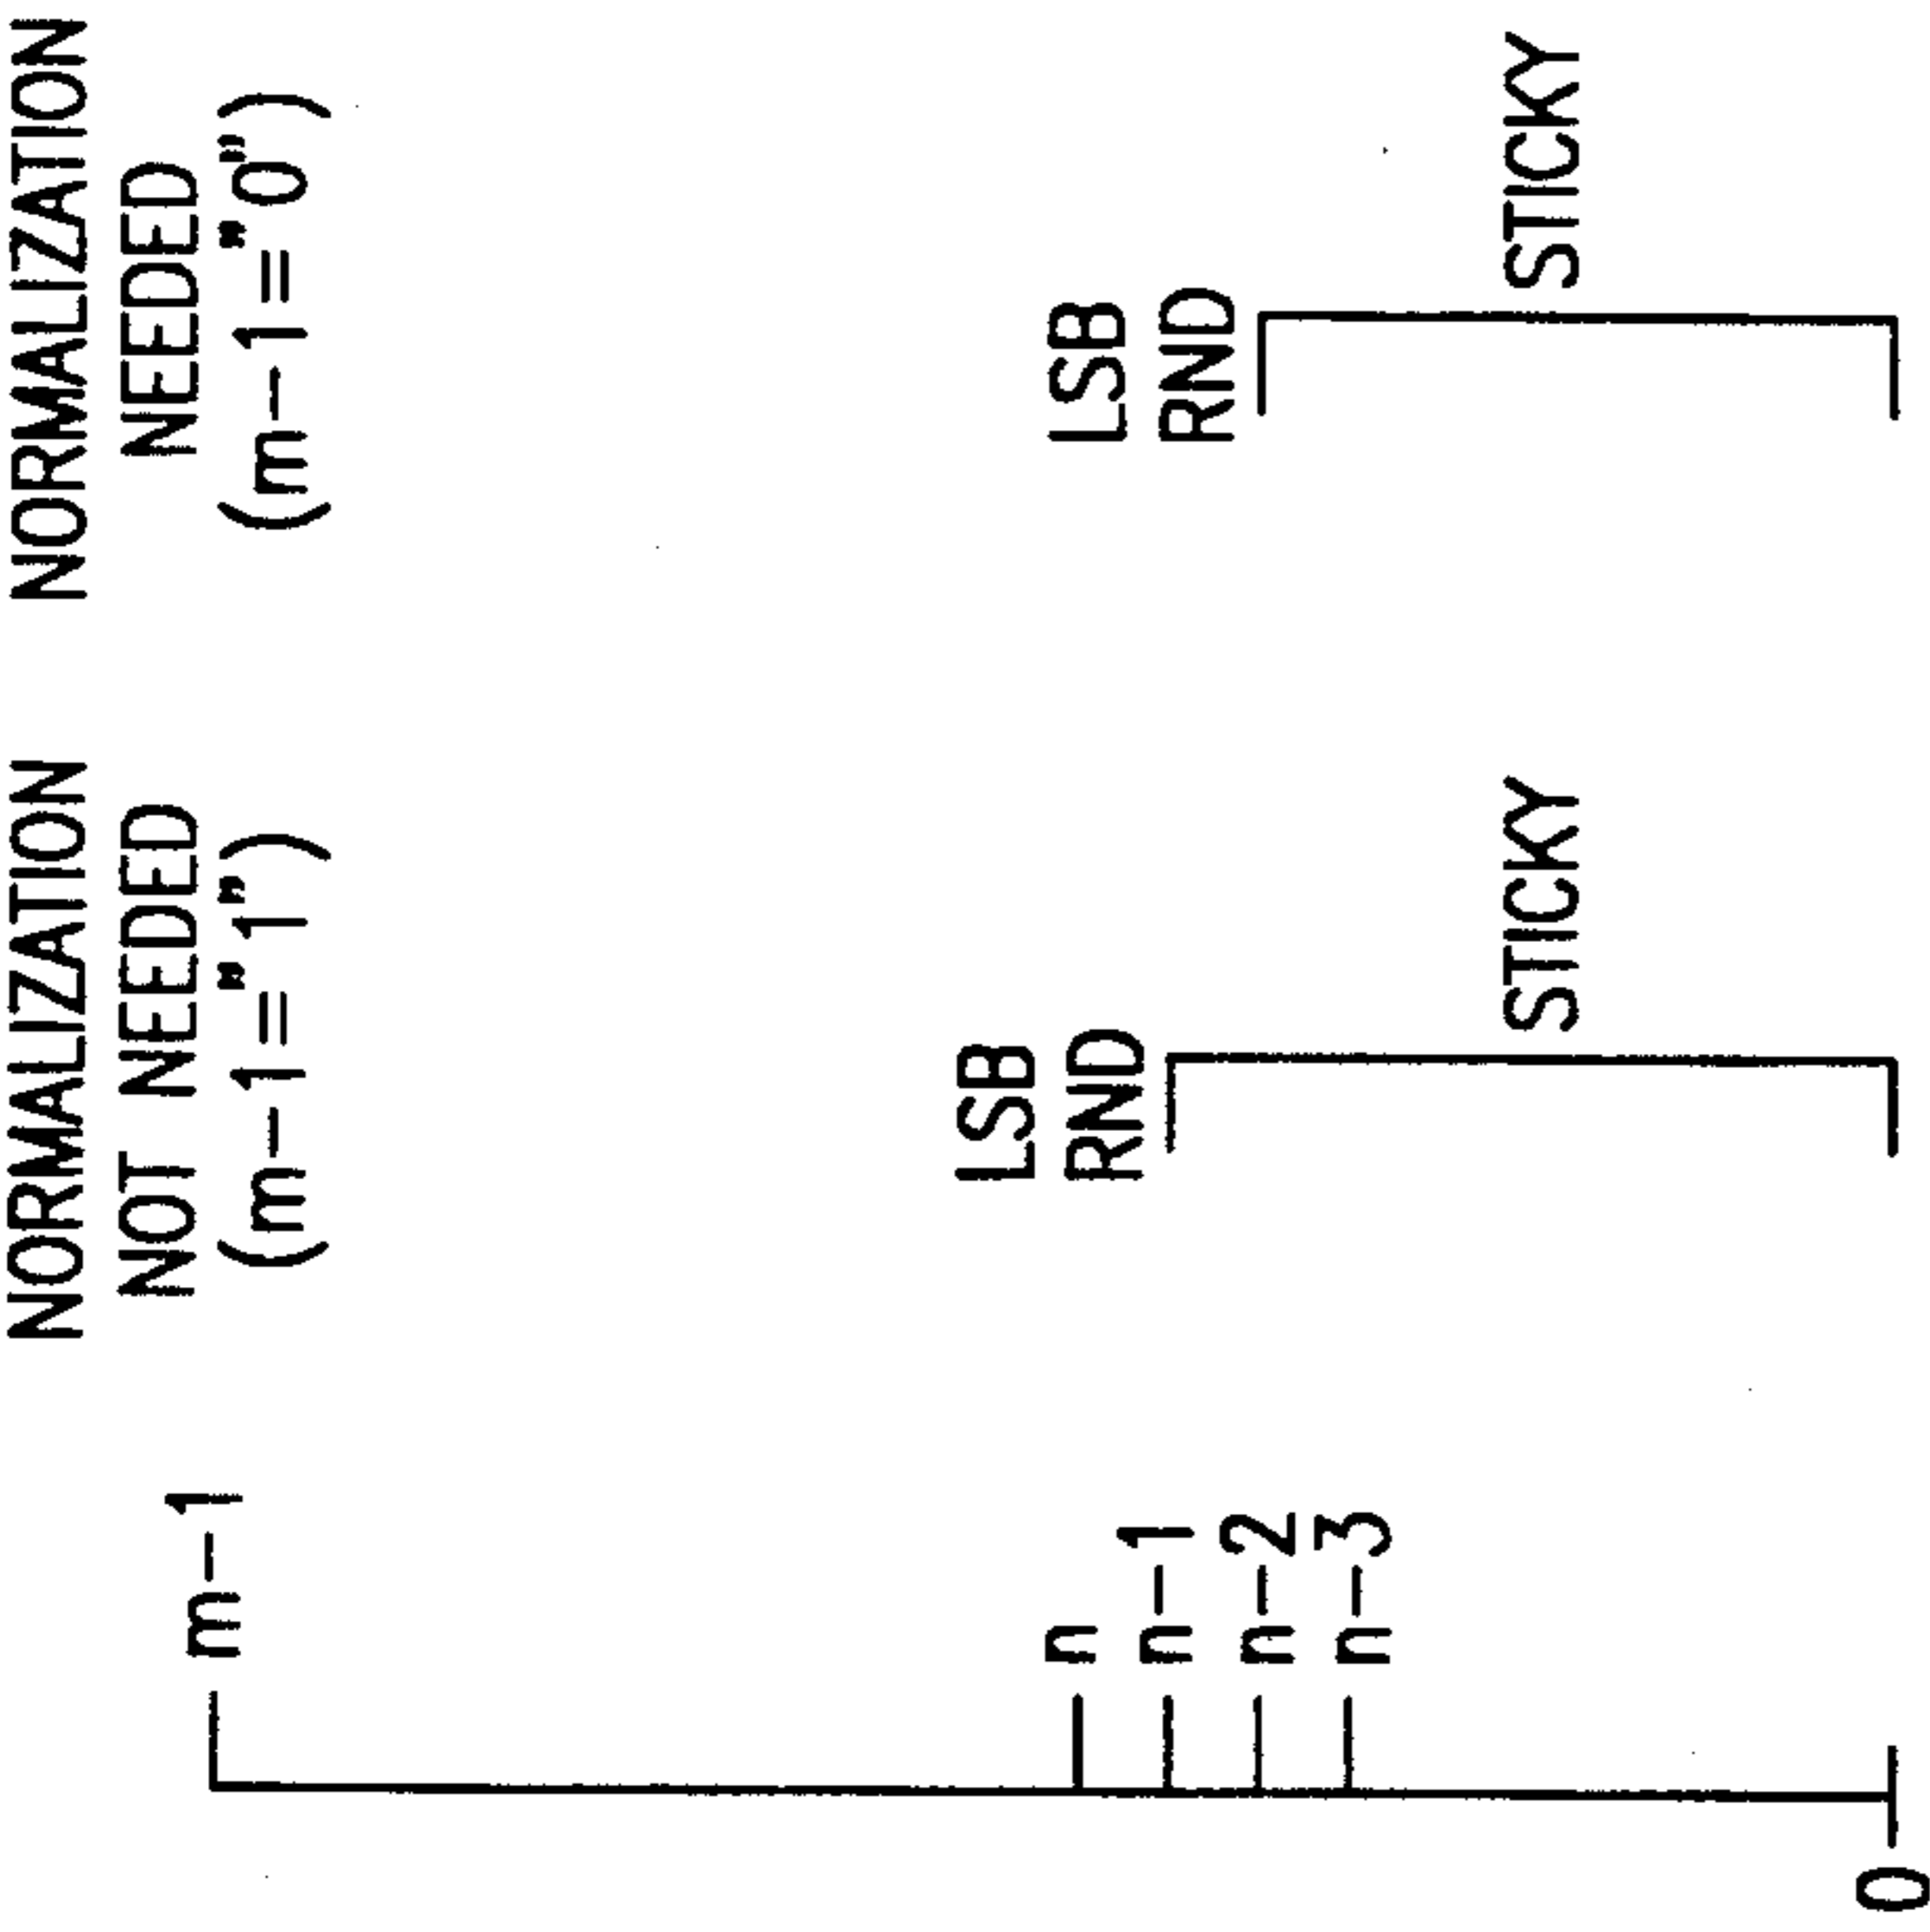 m-1
n
n-1
n-2
n-3
0
NORMALIZATION
NOT NEEDED
(m-1="1")
LSB
RND
STICKY
NORMALIZATION
NEEDED
(m-1="0")
LSB
RND
STICKY